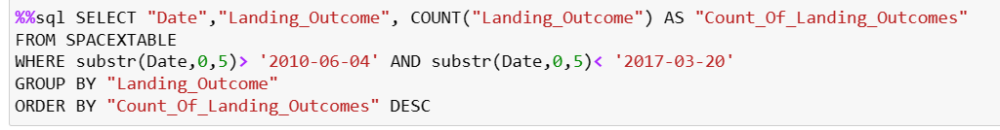 %%sql SELECT "Date","Landing_Outcome", COUNT("Landing_Outcome") AS "Count_Of_Landing_Outcomes"
FROM SPACEXTABLE
WHERE substr(Date,0,5)> '2010-06-04' AND substr(Date,0,5)< '2017-03-20'
GROUP BY "Landing_Outcome"
ORDER BY "Count_Of_Landing_Outcomes" DESC